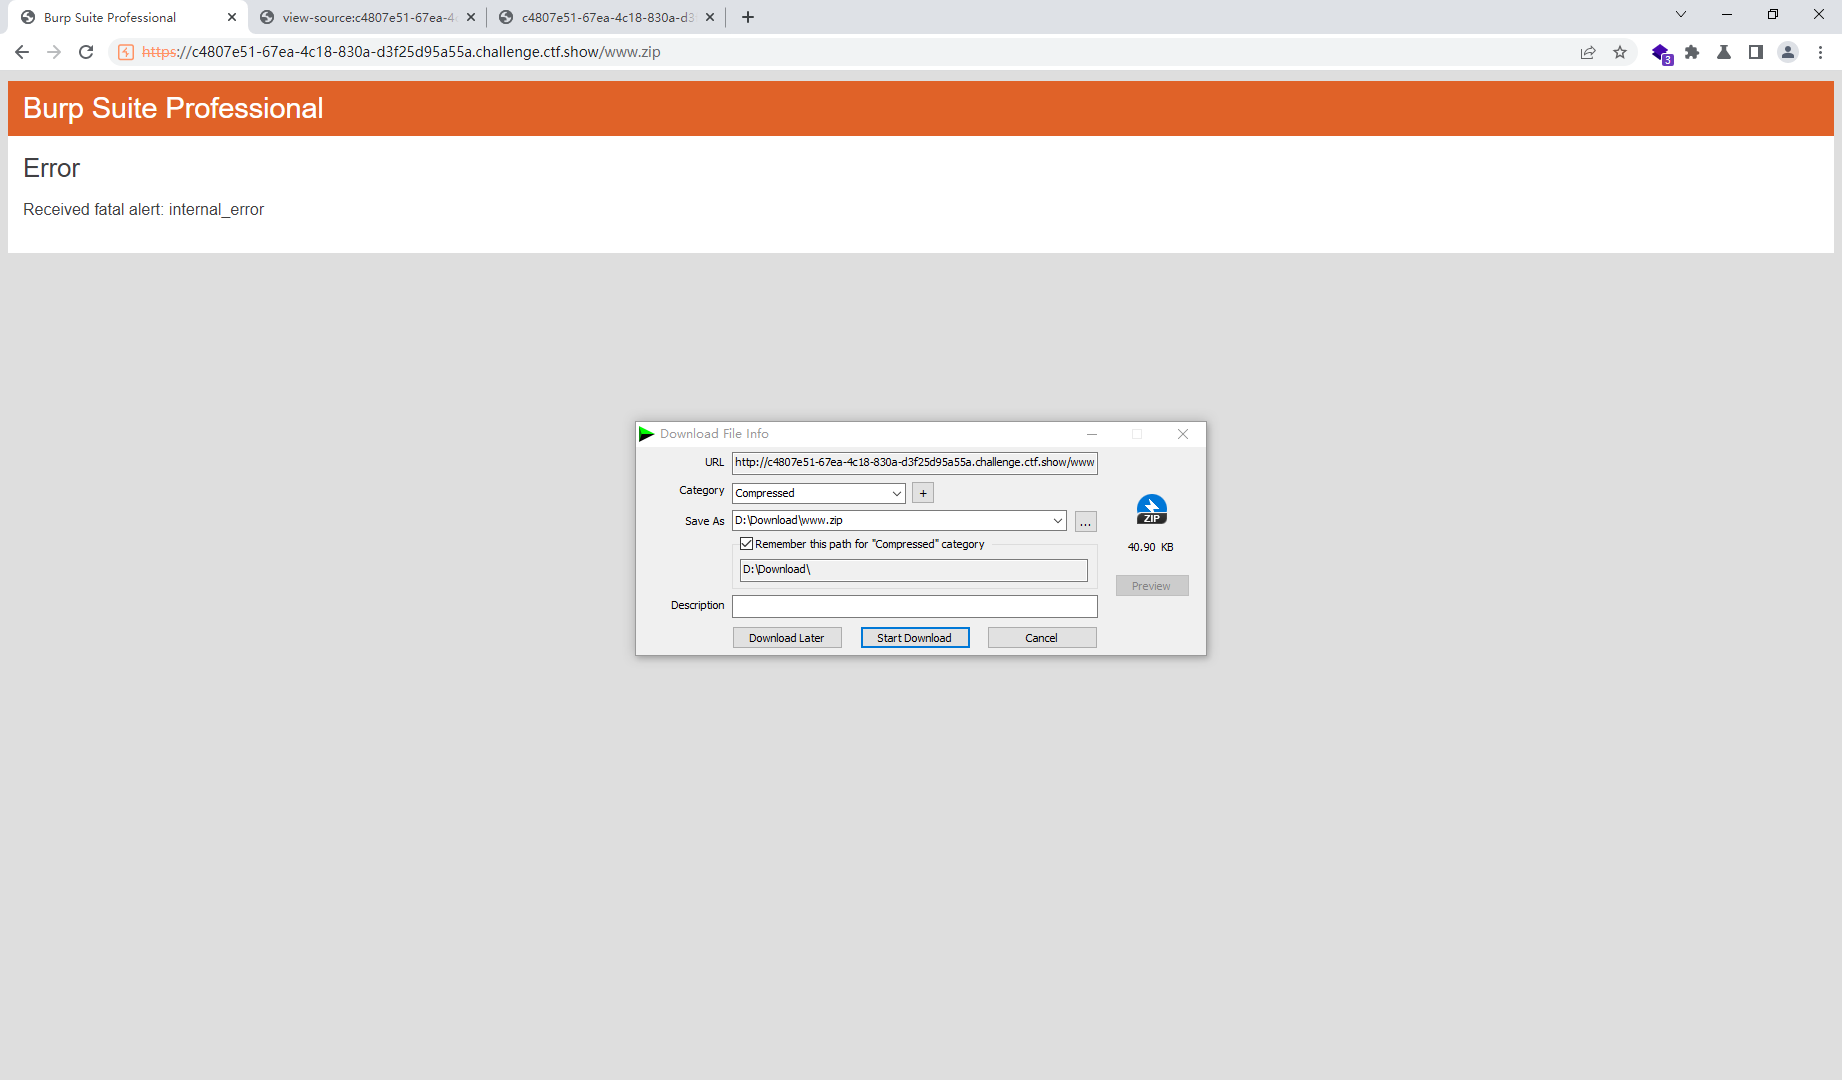 Burp Suite Professional
view-source:c4807e51-67ea-4
c4807e51-67ea-4c18-830a-d3
https://c4807e51-67ea-4c18-830a-d3f25d95a55a.challenge.ctf.show/www.zip
3
Burp Suite Professional
Error
Received fatal alert: internal_error
Download File Info
URL
http://c4807e51-67ea-4c18-830a-d3f25d95a55a.challenge.ctf.show/www
Category
Compressed
+
Save As
D:\Download\www.zip
...
ZIP
40.90 KB
Remember this path for "Compressed" category
D:\Download\
Preview
Description
Download Later
Start Download
Cancel